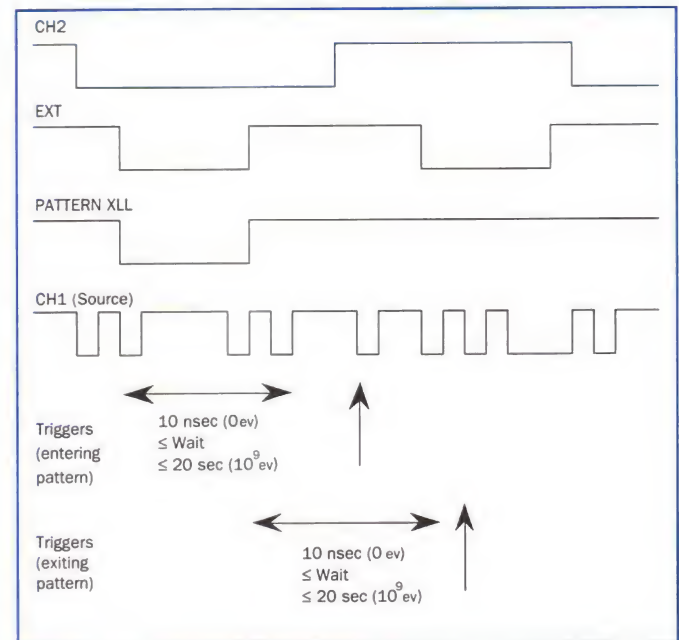 CH2
EXT
PATTERN XLL
CH1 (Source)
Triggers
(entering
pattern)
10 nsec (0ev)
≤ Wait
≤ 20 sec (10⁹ev)
Triggers
(exiting
pattern)
10 nsec (0 ev)
≤ Wait
≤ 20 sec (10⁹ev)